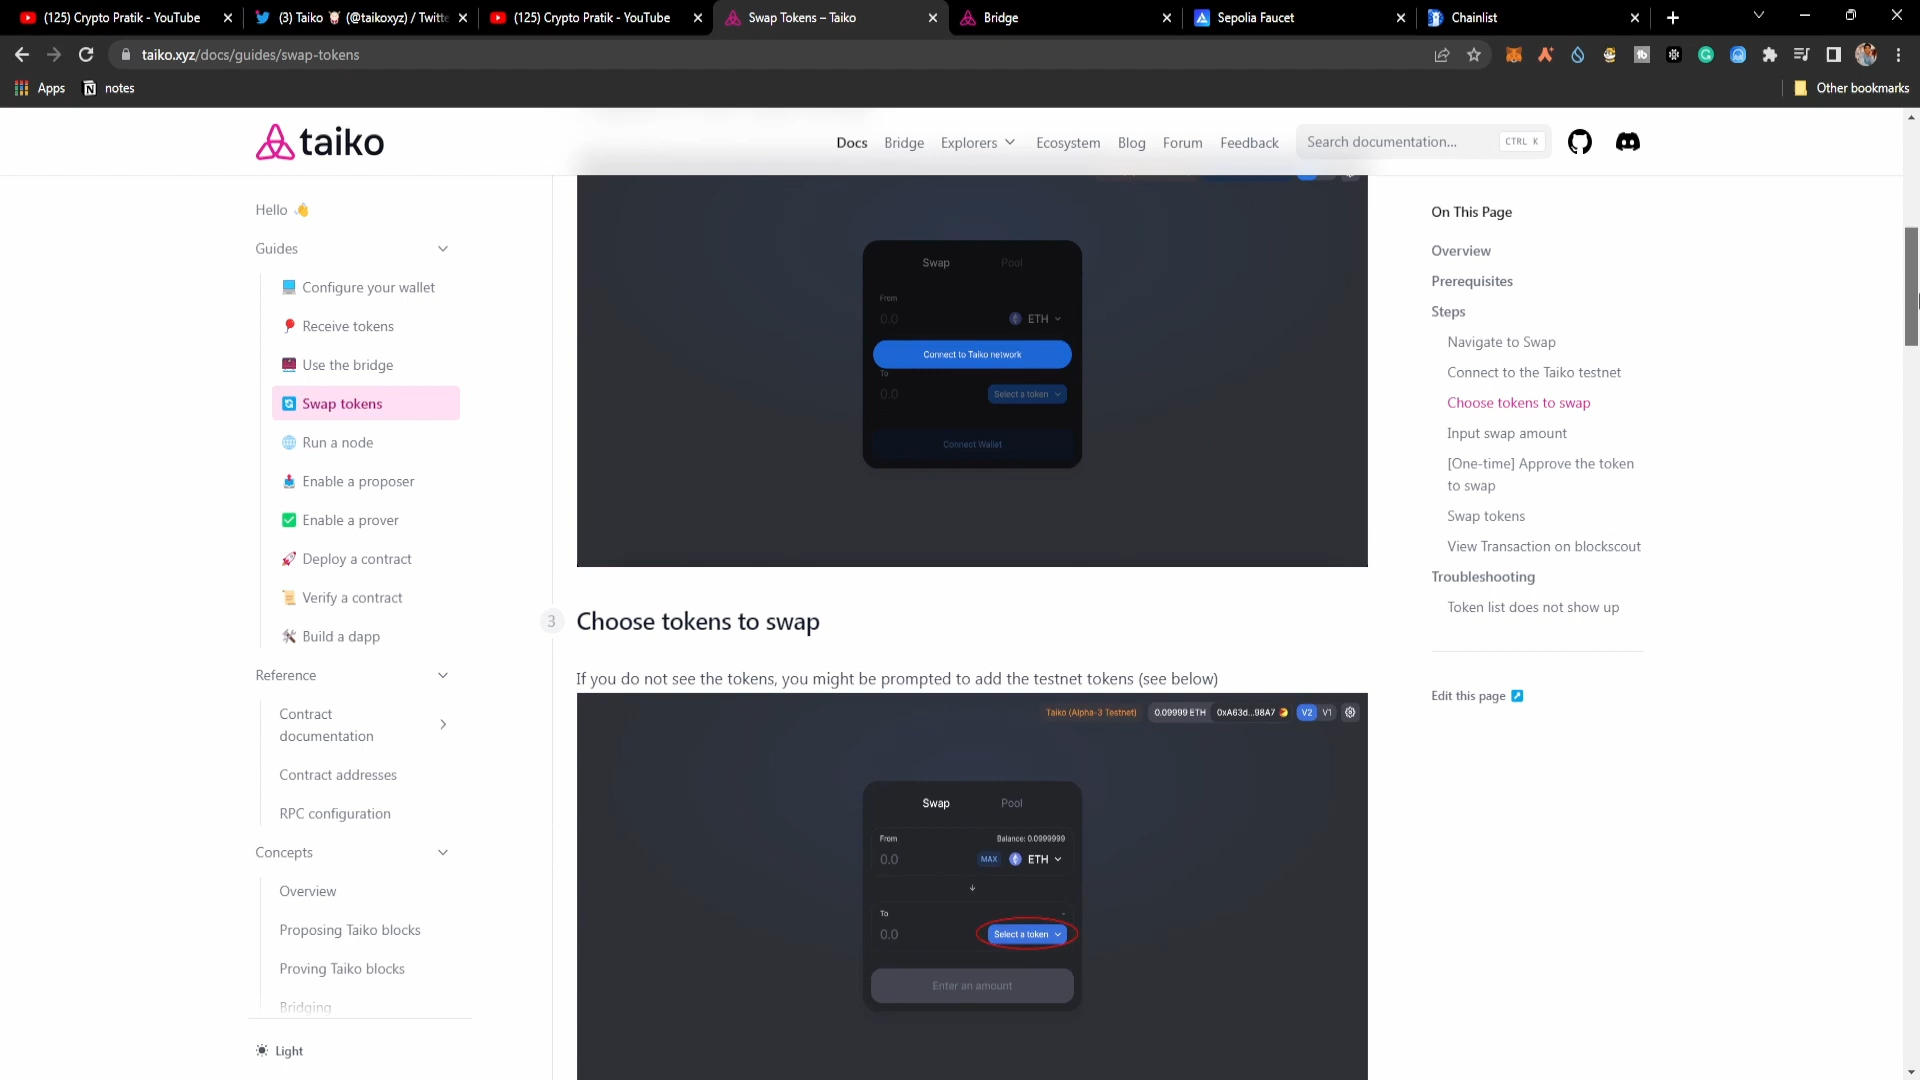 (125) Crypto Pratik - YouTube
(3) Taiko 🥁 (@taikoxyz) / Twitte
(125) Crypto Pratik - YouTube
Swap Tokens – Taiko
Bridge
Sepolia Faucet
Chainlist
taiko.xyz/docs/guides/swap-tokens
Apps
notes
Other bookmarks
taiko
Docs
Bridge
Explorers
Ecosystem
Blog
Forum
Feedback
Search documentation...
CTRL K
Hello 👋
Guides
Configure your wallet
Receive tokens
Use the bridge
Swap tokens
Run a node
Enable a proposer
Enable a prover
Deploy a contract
Verify a contract
Build a dapp
Reference
Contract
documentation
Contract addresses
RPC configuration
Concepts
Overview
Proposing Taiko blocks
Proving Taiko blocks
Bridging
Light
Swap Pool
From
0.0 ETH
Connect to Taiko network
To
0.0 Select a token
Connect Wallet
3 Choose tokens to swap
If you do not see the tokens, you might be prompted to add the testnet tokens (see below)
Taiko (Alpha-3 Testnet) 0.09999 ETH 0xA63d...98A7 V2 V1
Swap Pool
From Balance: 0.0999999
0.0 MAX ETH
To -
0.0 Select a token
Enter an amount
On This Page
Overview
Prerequisites
Steps
Navigate to Swap
Connect to the Taiko testnet
Choose tokens to swap
Input swap amount
[One-time] Approve the token
to swap
Swap tokens
View Transaction on blockscout
Troubleshooting
Token list does not show up
Edit this page